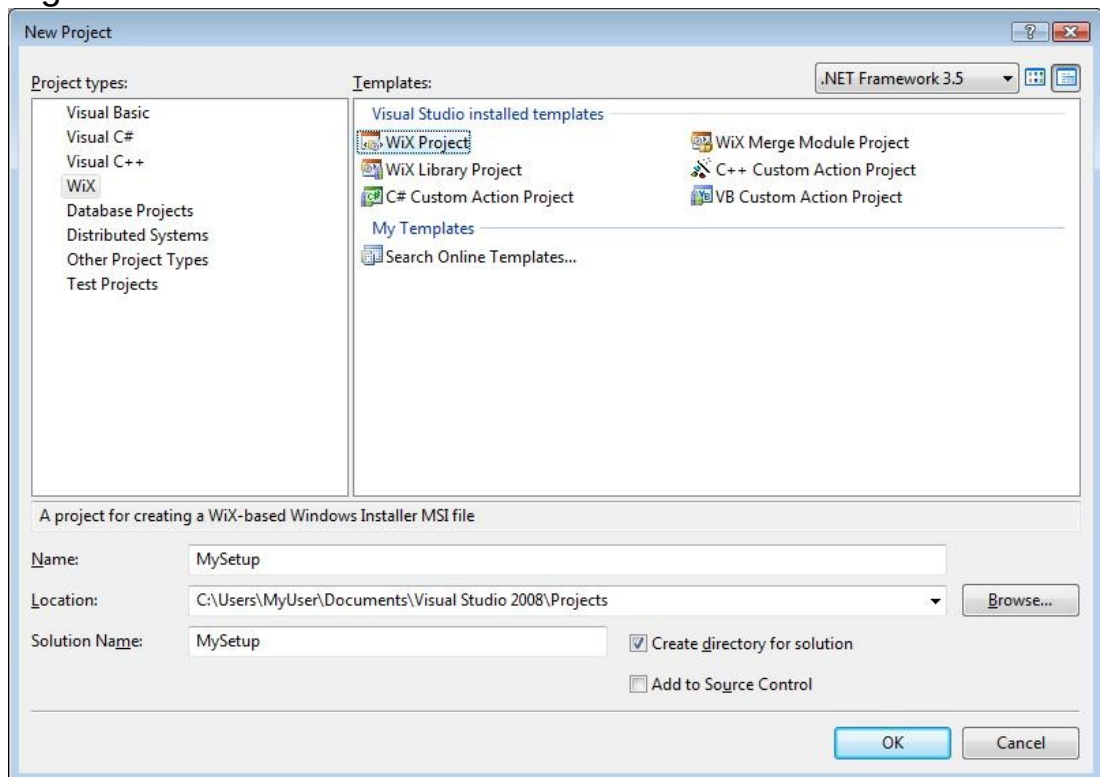 New Project
Project types:
Templates:
.NET Framework 3.5
Visual Basic
Visual C#
Visual C++
WiX
Database Projects
Distributed Systems
Other Project Types
Test Projects
Visual Studio installed templates
WiX Project
WiX Merge Module Project
WiX Library Project
C++ Custom Action Project
C# Custom Action Project
VB Custom Action Project
My Templates
Search Online Templates...
A project for creating a WiX-based Windows Installer MSI file
Name:
MySetup
Location:
C:\Users\MyUser\Documents\Visual Studio 2008\Projects
Browse...
Solution Name:
MySetup
Create directory for solution
Add to Source Control
OK
Cancel